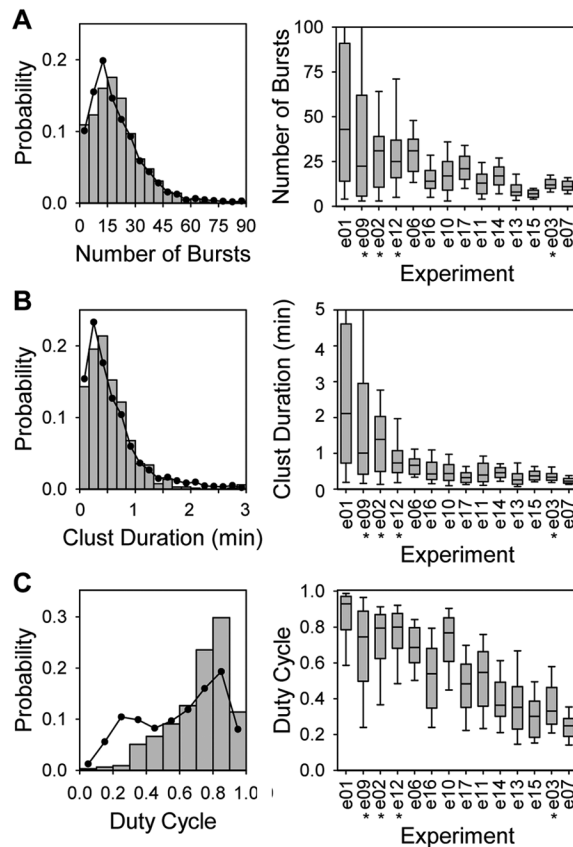 A
Probability
0.2
0.1
0.0
0 15 30 45 60 75 90
Number of Bursts
Number of Bursts
100
75
50
25
0
e01
* e09
* e02
* e12
e06
e16
e10
e17
e11
e14
e13
e15
* e03
e07
Experiment
B
Probability
0.2
0.1
0.0
0 1 2 3
Clust Duration (min)
Clust Duration (min)
5
4
3
2
1
0
e01
* e09
* e02
* e12
e06
e16
e10
e17
e11
e14
e13
e15
* e03
e07
Experiment
C
Probability
0.3
0.2
0.1
0.0
0.0 0.2 0.4 0.6 0.8 1.0
Duty Cycle
Duty Cycle
1.0
0.8
0.6
0.4
0.2
0.0
e01
* e09
* e02
* e12
e06
e16
e10
e17
e11
e14
e13
e15
* e03
e07
Experiment